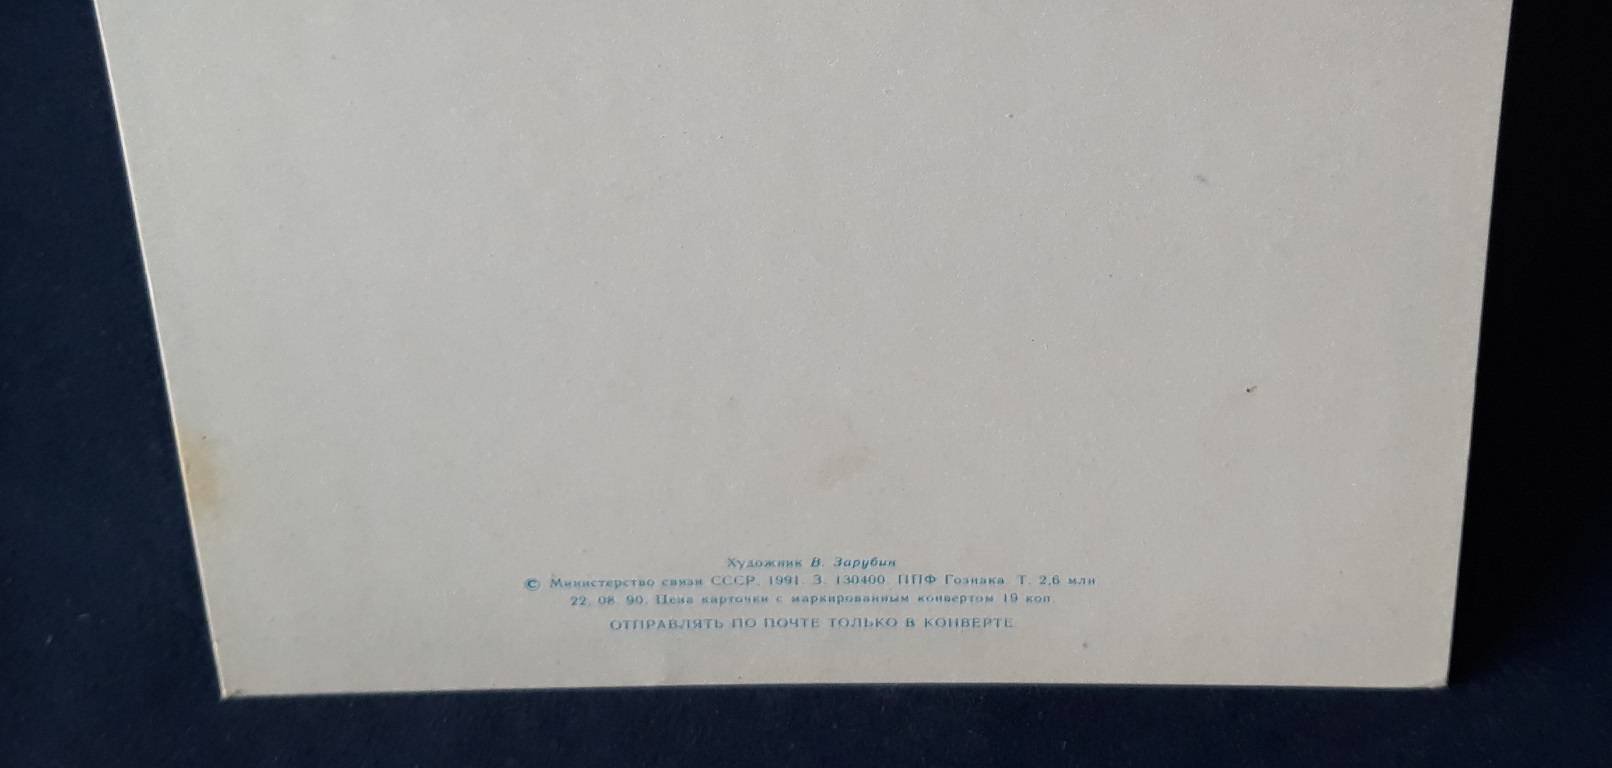 Художник В. Зарубин
© Министерство связи СССР. 1991. З. 130400. ППФ Гознака. Т. 2,6 млн
22. 08. 90. Цена карточки с маркированным конвертом 19 коп.
ОТПРАВЛЯТЬ ПО ПОЧТЕ ТОЛЬКО В КОНВЕРТЕ